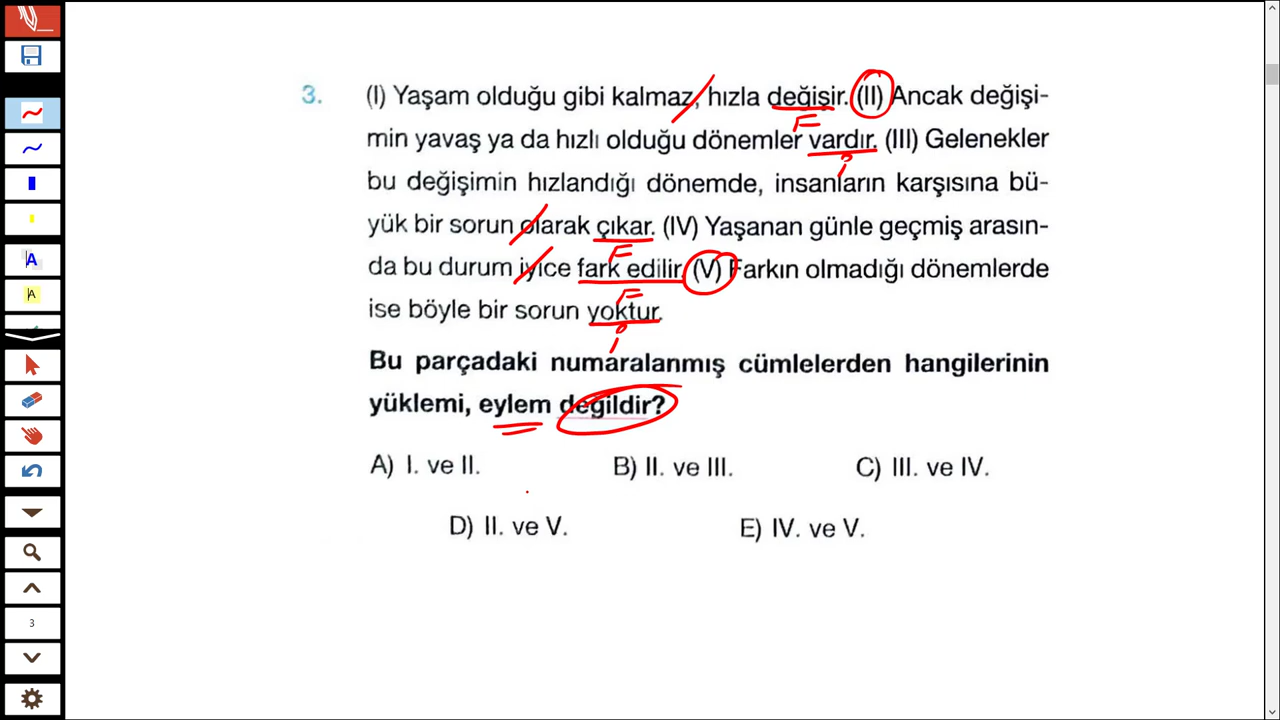 3. (I) Yaşam olduğu gibi kalmaz, hızla değişir. (II) Ancak değişi-
F
min yavaş ya da hızlı olduğu dönemler vardır. (III) Gelenekler
i
bu değişimin hızlandığı dönemde, insanların karşısına bü-
yük bir sorun olarak çıkar. (IV) Yaşanan günle geçmiş arasın-
F
da bu durum iyice fark edilir. (V) Farkın olmadığı dönemlerde
F
ise böyle bir sorun yoktur.
i
Bu parçadaki numaralanmış cümlelerden hangilerinin
yüklemi, eylem değildir?
A) I. ve II. B) II. ve III. C) III. ve IV.
D) II. ve V. E) IV. ve V.
A
A
3